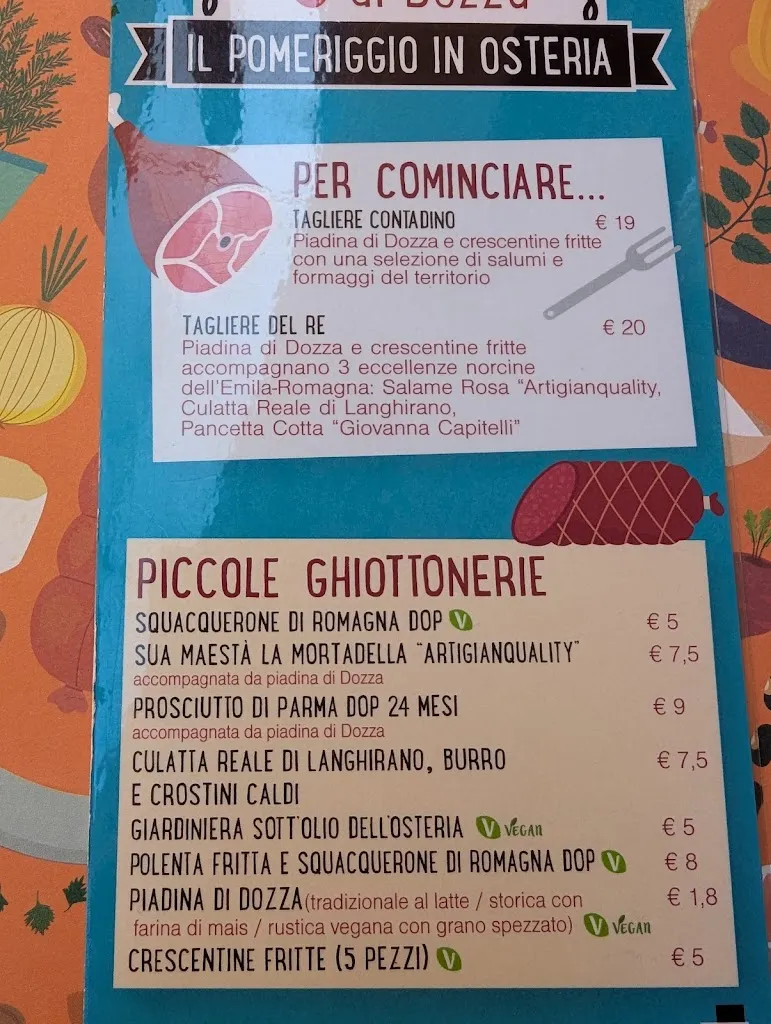 di Dozza
IL POMERIGGIO IN OSTERIA
PER COMINCIARE...
TAGLIERE CONTADINO € 19
Piadina di Dozza e crescentine fritte
con una selezione di salumi e
formaggi del territorio
TAGLIERE DEL RE € 20
Piadina di Dozza e crescentine fritte
accompagnano 3 eccellenze norcine
dell'Emila-Romagna: Salame Rosa "Artigianquality,
Culatta Reale di Langhirano,
Pancetta Cotta "Giovanna Capitelli"
PICCOLE GHIOTTONERIE
SQUACQUERONE DI ROMAGNA DOP V € 5
SUA MAESTÀ LA MORTADELLA "ARTIGIANQUALITY" € 7,5
accompagnata da piadina di Dozza
PROSCIUTTO DI PARMA DOP 24 MESI € 9
accompagnata da piadina di Dozza
CULATTA REALE DI LANGHIRANO, BURRO € 7,5
E CROSTINI CALDI
GIARDINIERA SOTT'OLIO DELL'OSTERIA V VEGAN € 5
POLENTA FRITTA E SQUACQUERONE DI ROMAGNA DOP V € 8
PIADINA DI DOZZA (tradizionale al latte / storica con € 1,8
farina di mais / rustica vegana con grano spezzato) V VEGAN
CRESCENTINE FRITTE (5 PEZZI) V € 5